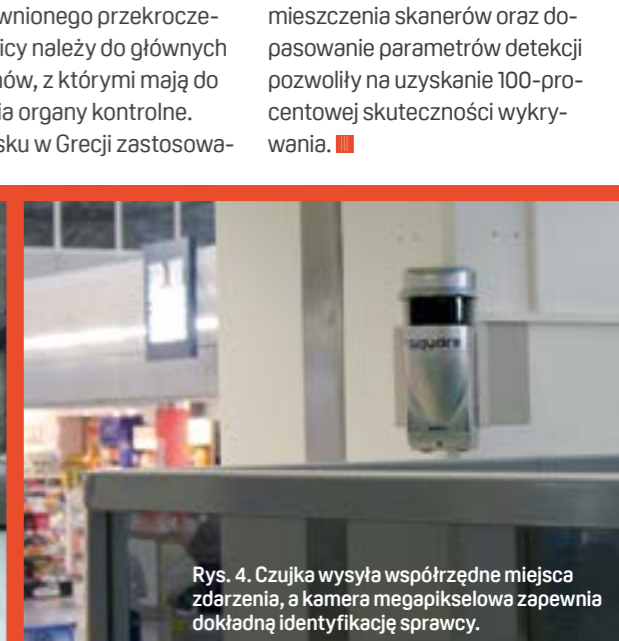 wnionego przekrocze-
icy należy do głównych
nów, z którymi mają do
ia organy kontrolne.
sku w Grecji zastosowa-
mieszczenia skanerów oraz do-
pasowanie parametrów detekcji
pozwoliły na uzyskanie 100-pro-
centowej skuteczności wykry-
wania.
Rys. 4. Czujka wysyła współrzędne miejsca
zdarzenia, a kamera megapikselowa zapewnia
dokładną identyfikację sprawcy.